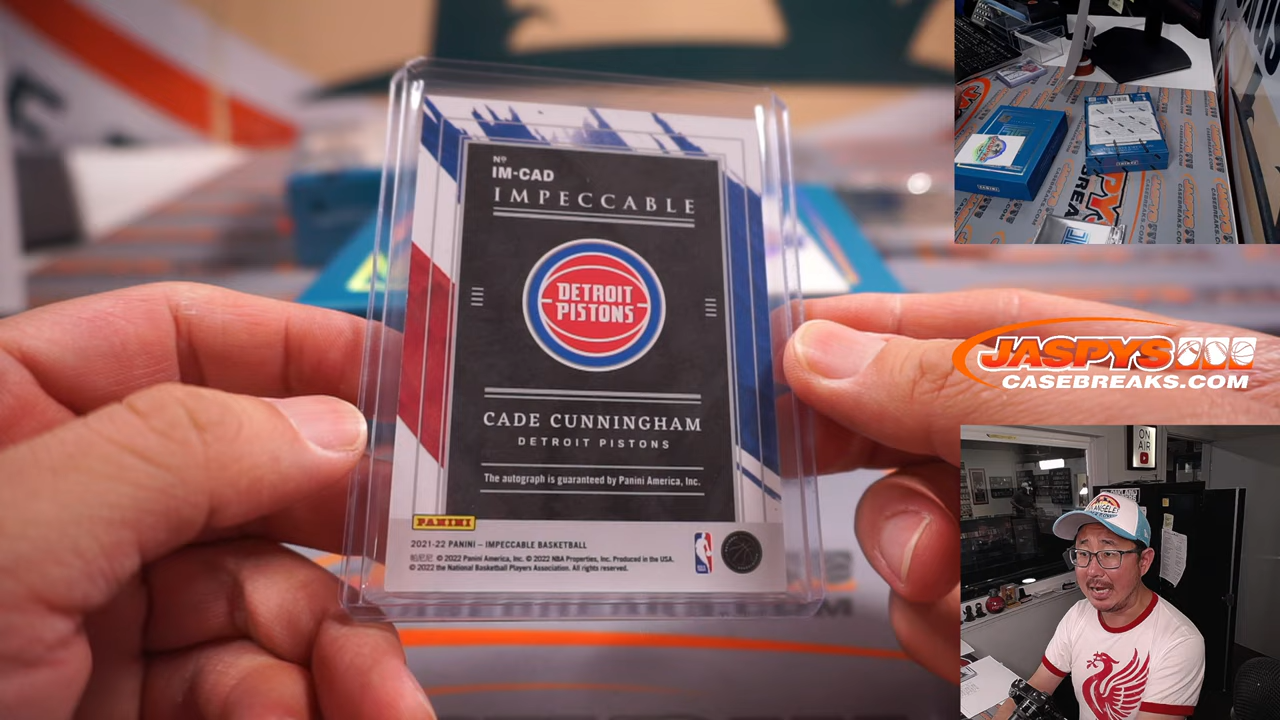 Nº
IM-CAD
IMPECCABLE
DETROIT
PISTONS
CADE CUNNINGHAM
DETROIT PISTONS
The autograph is guaranteed by Panini America, Inc.
PANINI
2021-22 PANINI – IMPECCABLE BASKETBALL
© 2022 Panini America, Inc. © 2022 NBA Properties, Inc. Produced in the USA.
© 2022 the National Basketball Players Association. All rights reserved.
JASPYS
CASEBREAKS.COM
ON
AIR